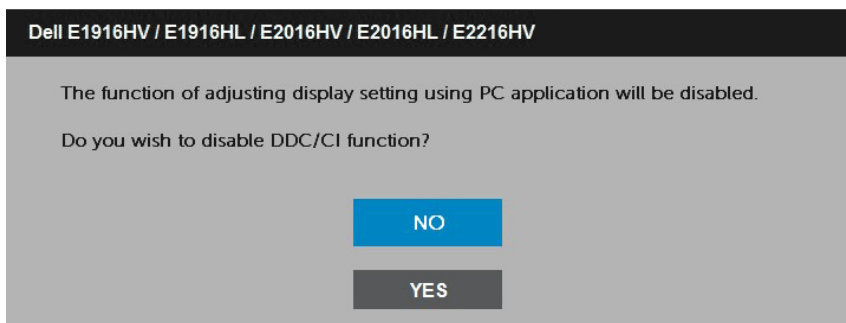 Dell E1916HV / E1916HL / E2016HV / E2016HL / E2216HV
The function of adjusting display setting using PC application will be disabled.
Do you wish to disable DDC/CI function?
NO
YES